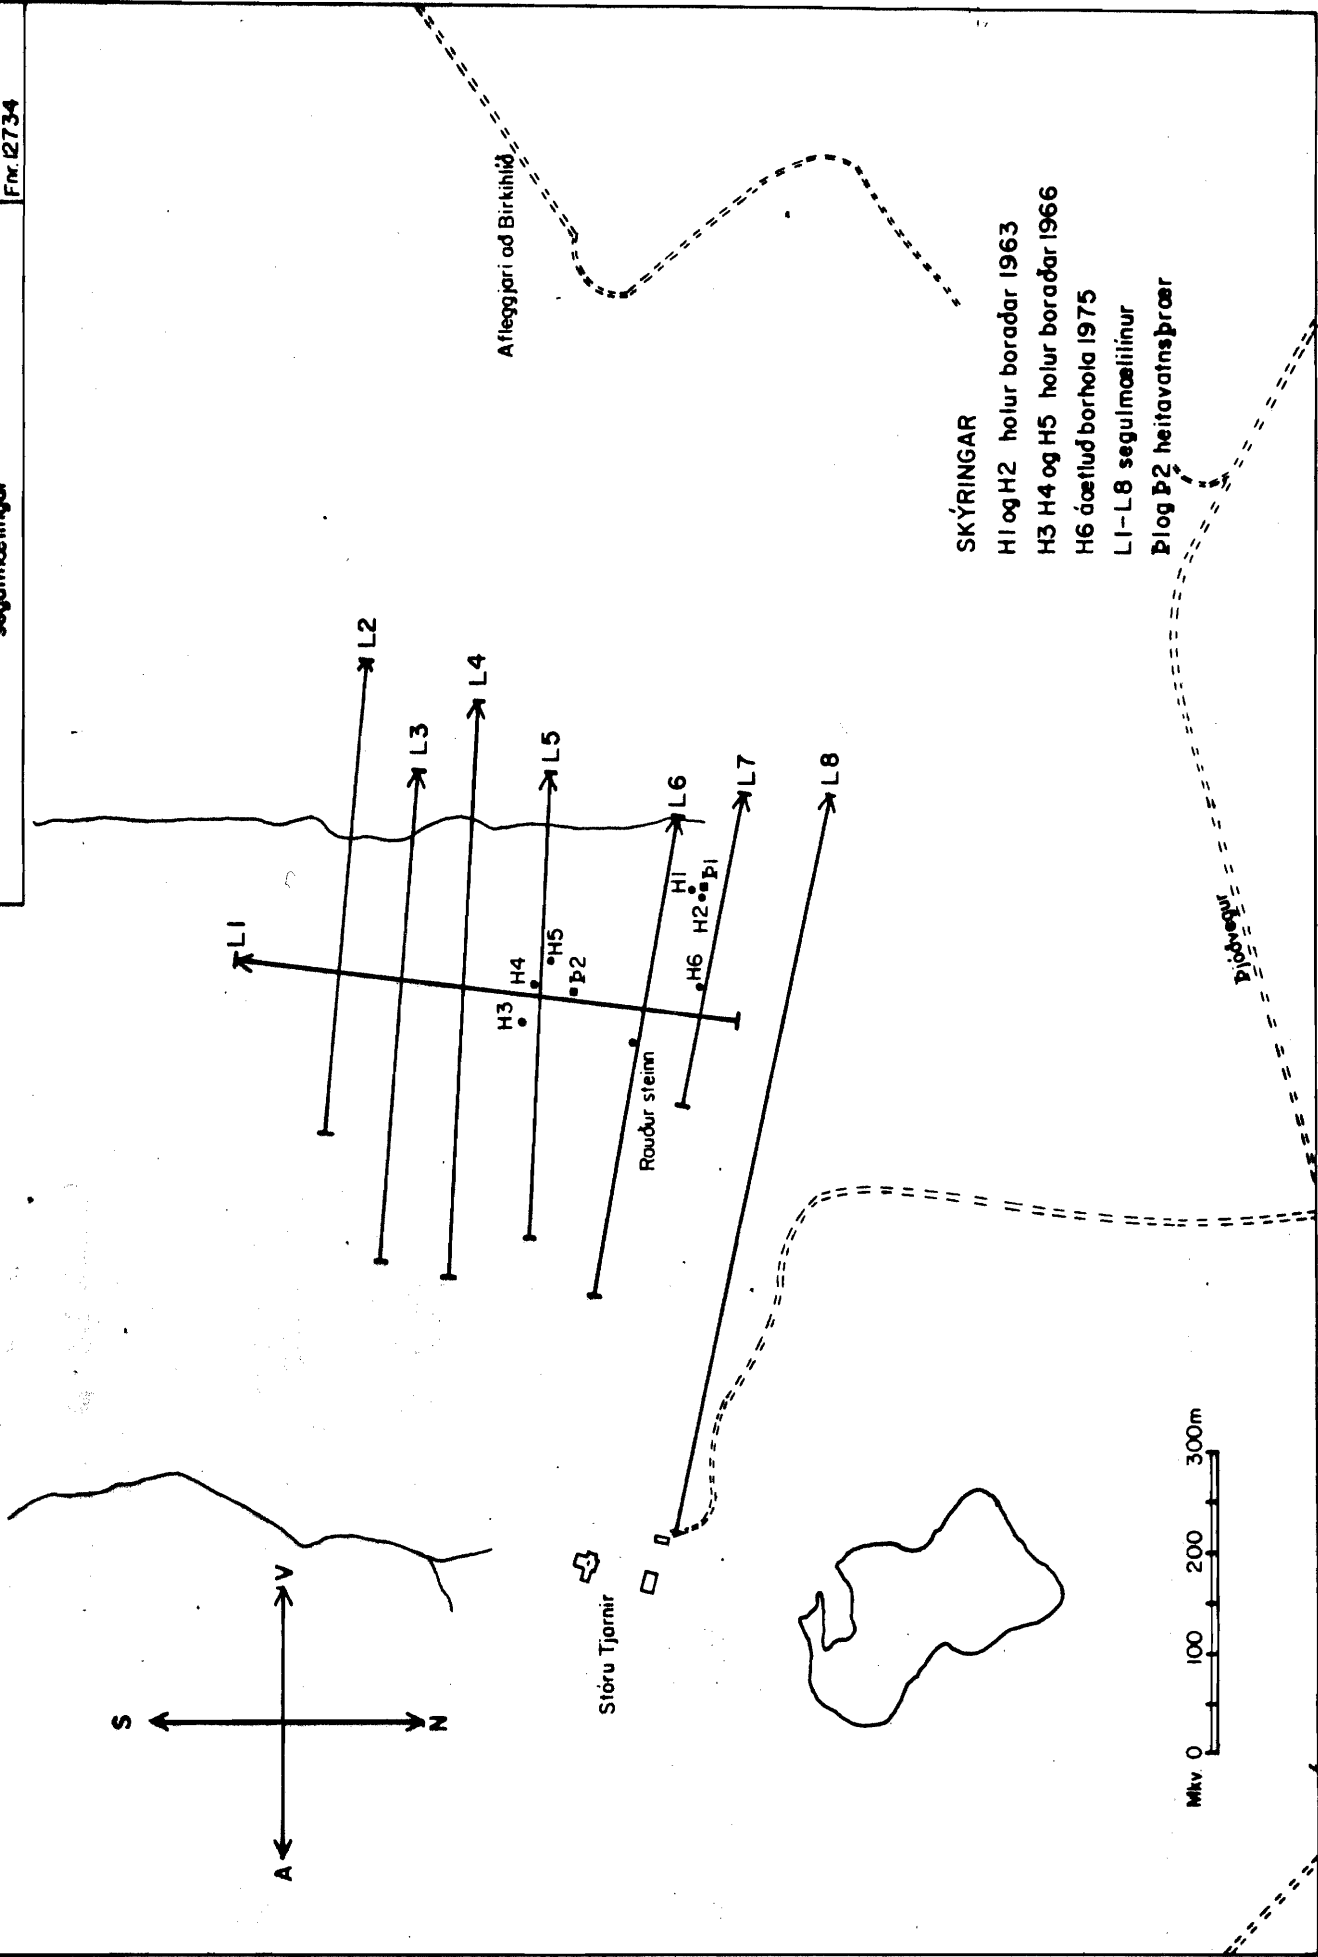 segulmælingar
Fnr. 12734
Afleggjari að Birkihlíð
L1
L2
L3
L4
L5
L6
L7
L8
H3
H4
H5
Þ2
H1
H2
Þ1
H6
Rauður steinn
S
A
V
N
Stóru Tjarnir
Þjóðvegur
SKÝRINGAR
H1 og H2 holur boraðar 1963
H3 H4 og H5 holur boraðar 1966
H6 áætluð borhola 1975
L1-L8 segulmælilínur
Þ1 og Þ2 heitavatnsþrær
Mkv. 0 100 200 300m